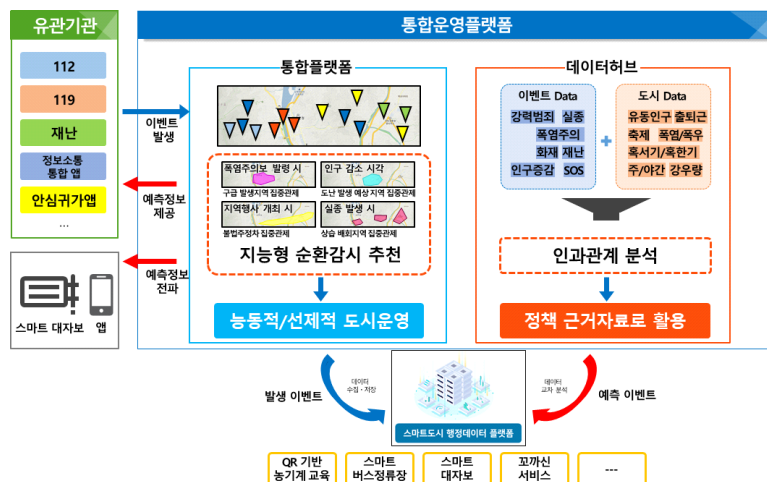 유관기관
112
119
재난
정보소통
통합 앱
안심귀가앱
...
스마트 대자보 앱
이벤트
발생
예측정보
제공
예측정보
전파
통합운영플랫폼
통합플랫폼
폭염주의보 발령 시
구급 발생지역 집중관제
인구 감소 시각
도난 발생 예상 지역 집중관제
지역행사 개최 시
불법주정차 집중관제
실종 발생 시
상습 배회지역 집중관제
지능형 순환감시 추천
능동적/선제적 도시운영
데이터허브
이벤트 Data
강력범죄 실종
폭염주의
화재 재난
인구증감 SOS
+
도시 Data
유동인구 출퇴근
축제 폭염/폭우
혹서기/혹한기
주/야간 강우량
인과관계 분석
정책 근거자료로 활용
발생 이벤트
데이터
수집·저장
스마트도시 행정데이터 플랫폼
데이터
교차 분석
예측 이벤트
QR 기반
농기계 교육
스마트
버스정류장
스마트
대자보
꼬까신
서비스
---